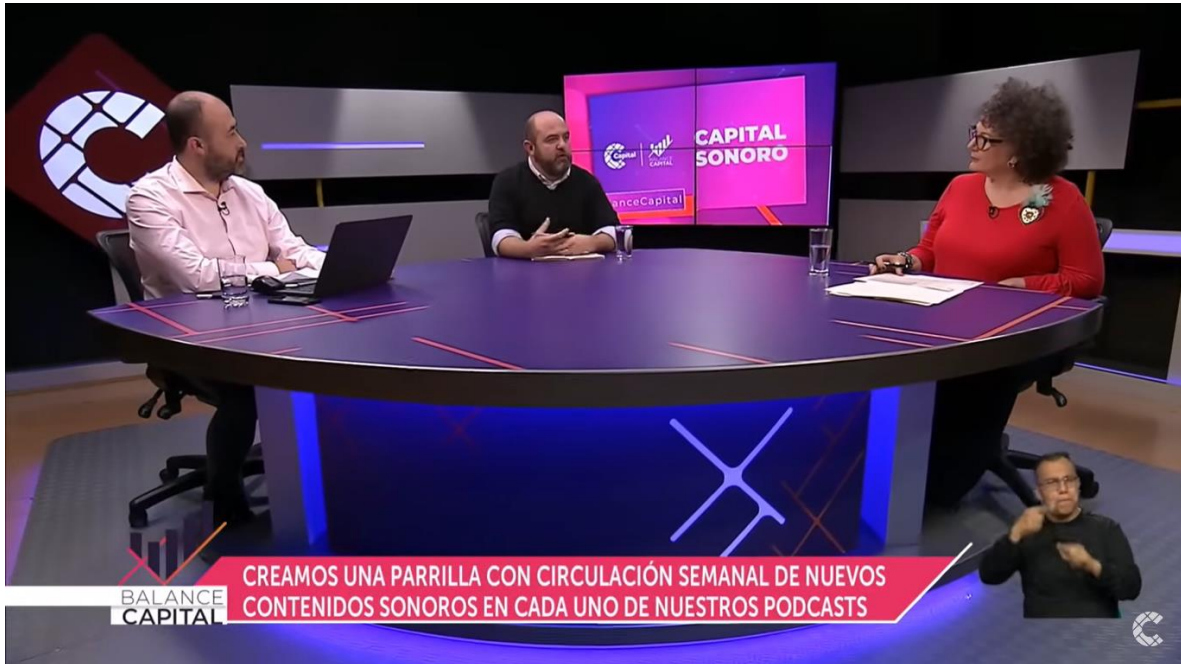 Capital
BALANCE
CAPITAL
CAPITAL
SONORO
anceCapital
CREAMOS UNA PARRILLA CON CIRCULACIÓN SEMANAL DE NUEVOS
CONTENIDOS SONOROS EN CADA UNO DE NUESTROS PODCASTS
BALANCE
CAPITAL